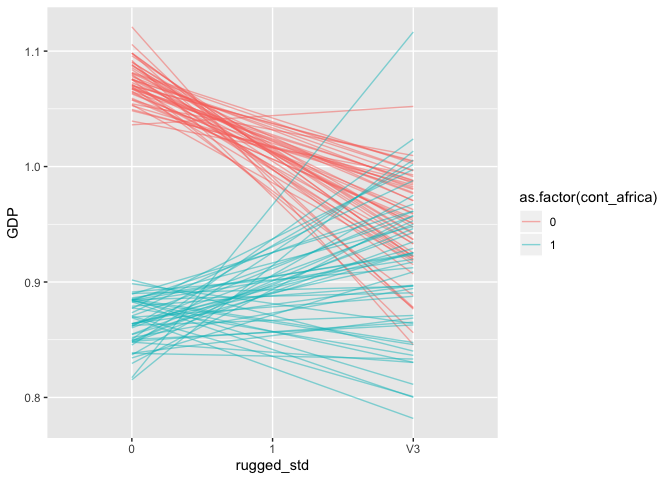 GDP
1.1
1.0
0.9
0.8
0
1
V3
rugged_std
as.factor(cont_africa)
0
1